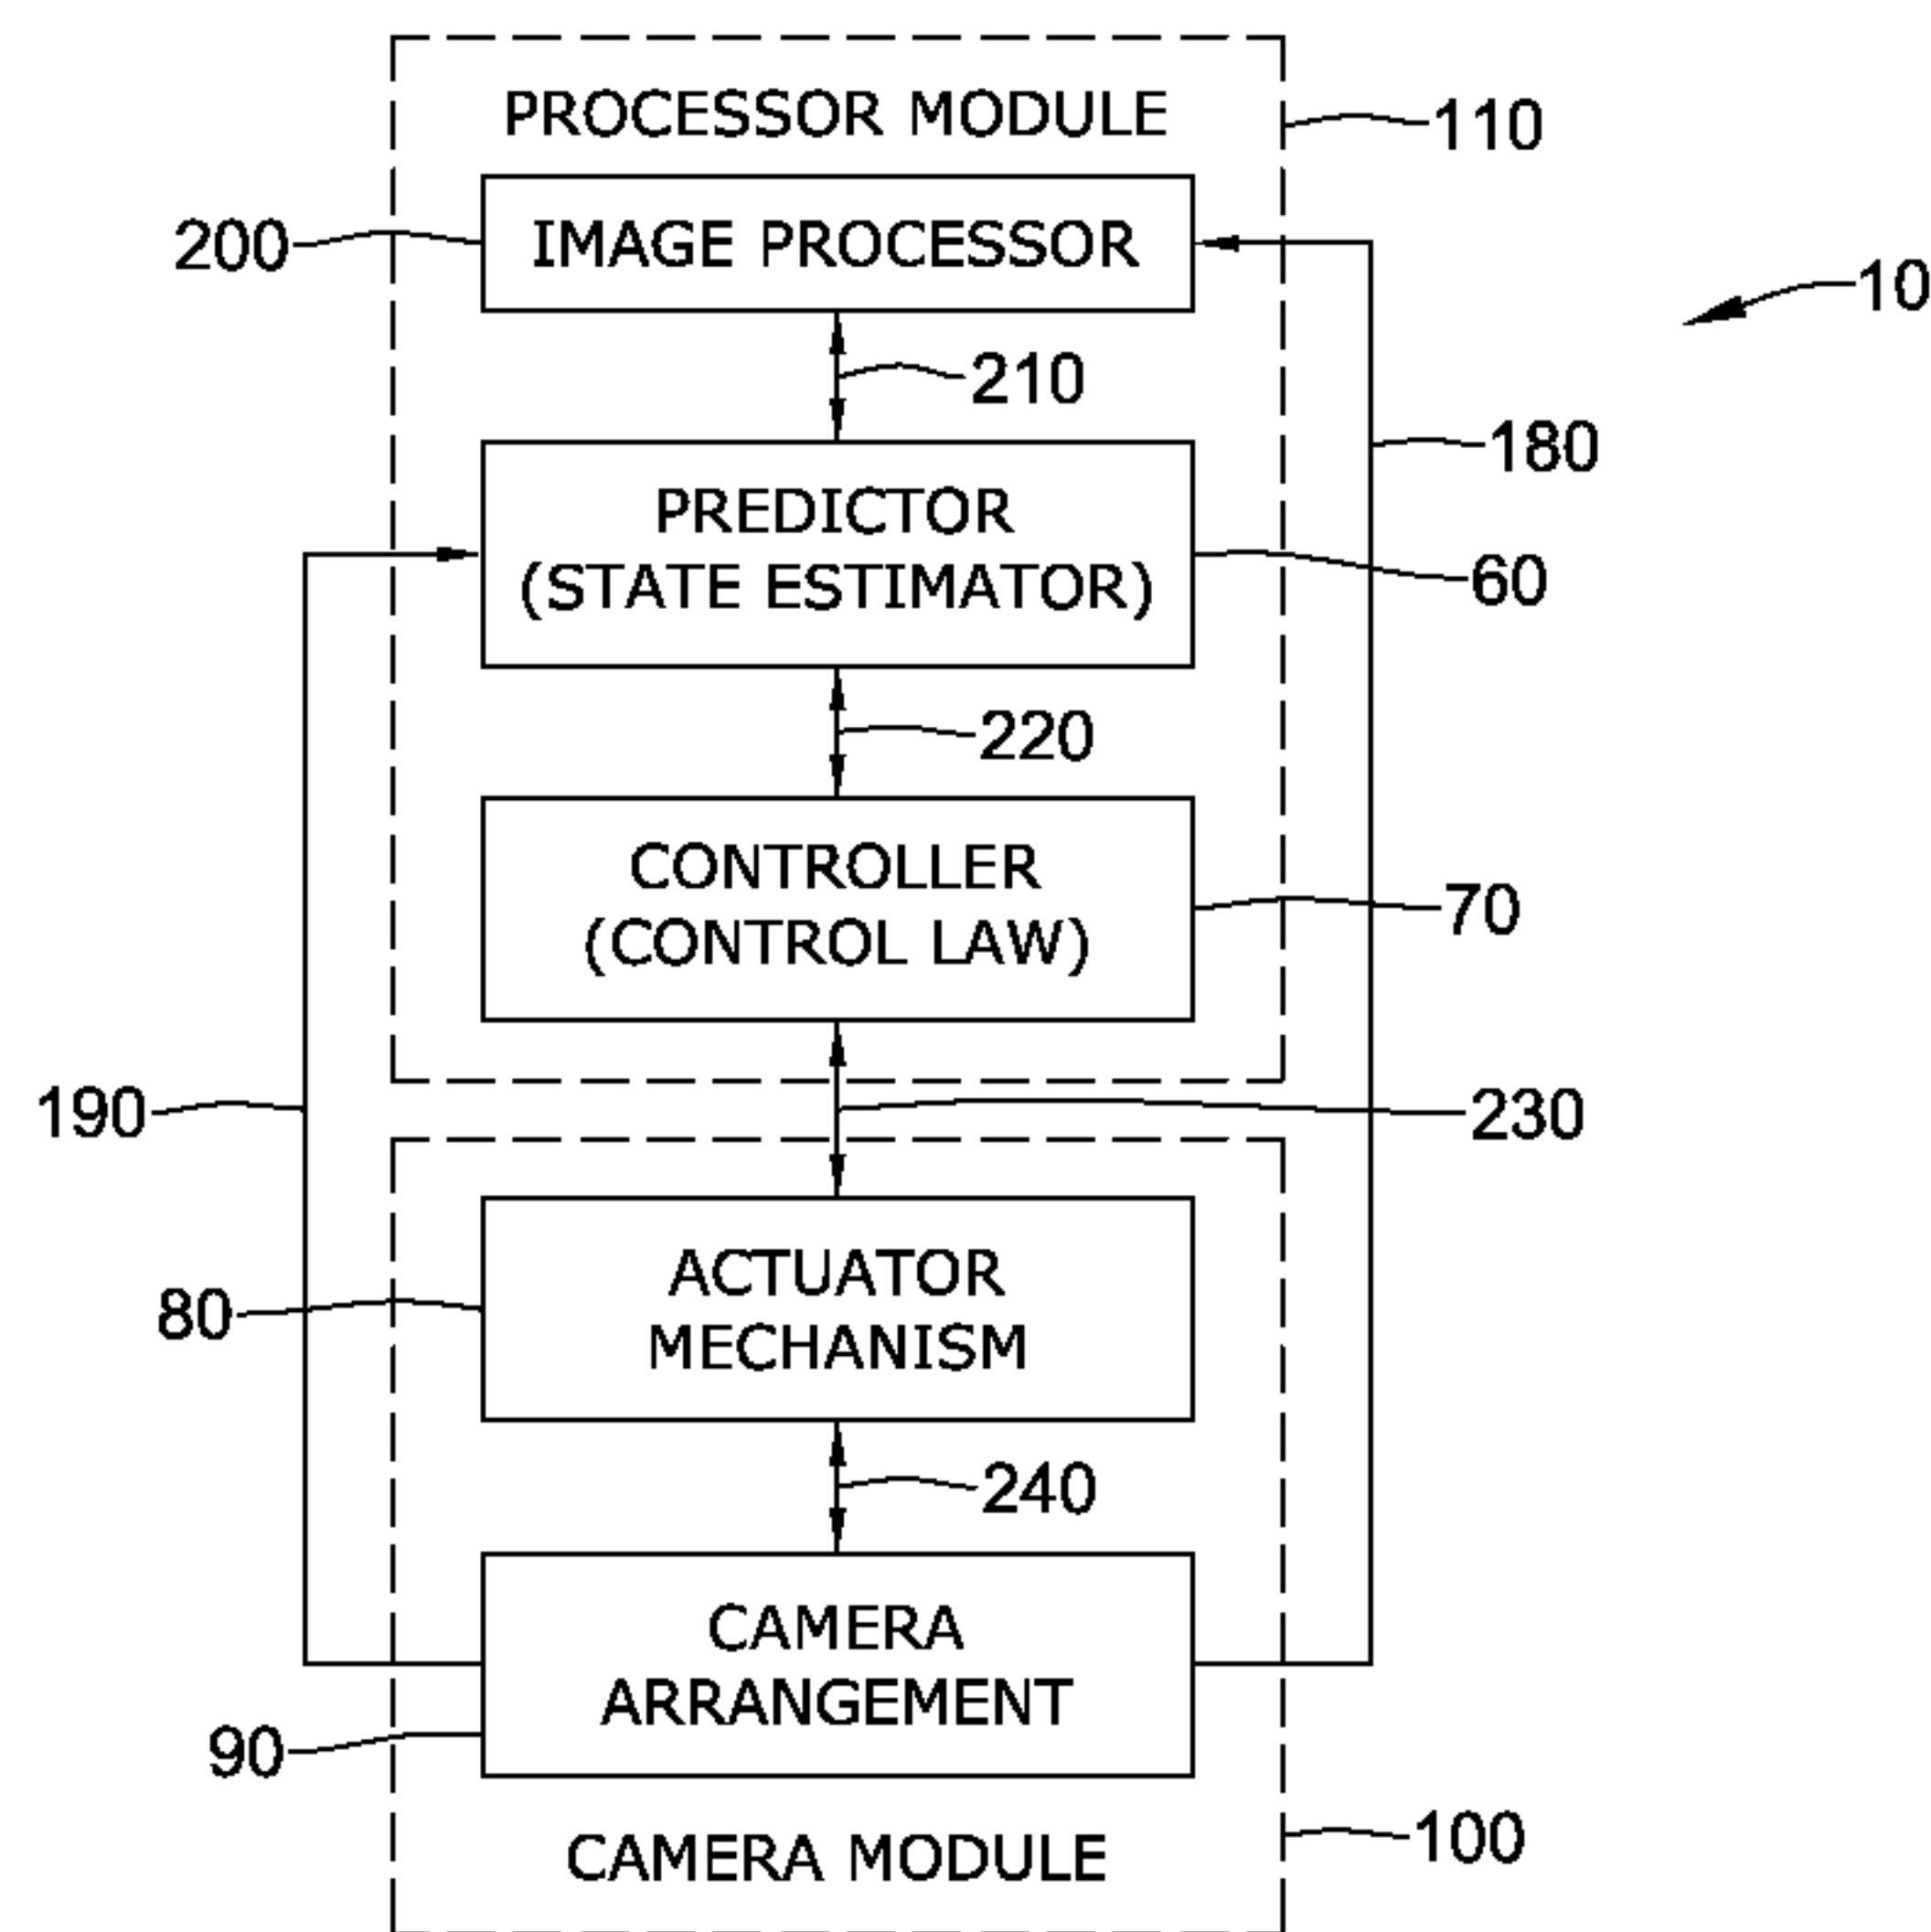 PROCESSOR MODULE
110
200
IMAGE PROCESSOR
10
210
180
PREDICTOR
(STATE ESTIMATOR)
60
220
CONTROLLER
(CONTROL LAW)
70
190
230
ACTUATOR
MECHANISM
80
240
CAMERA
ARRANGEMENT
90
100
CAMERA MODULE